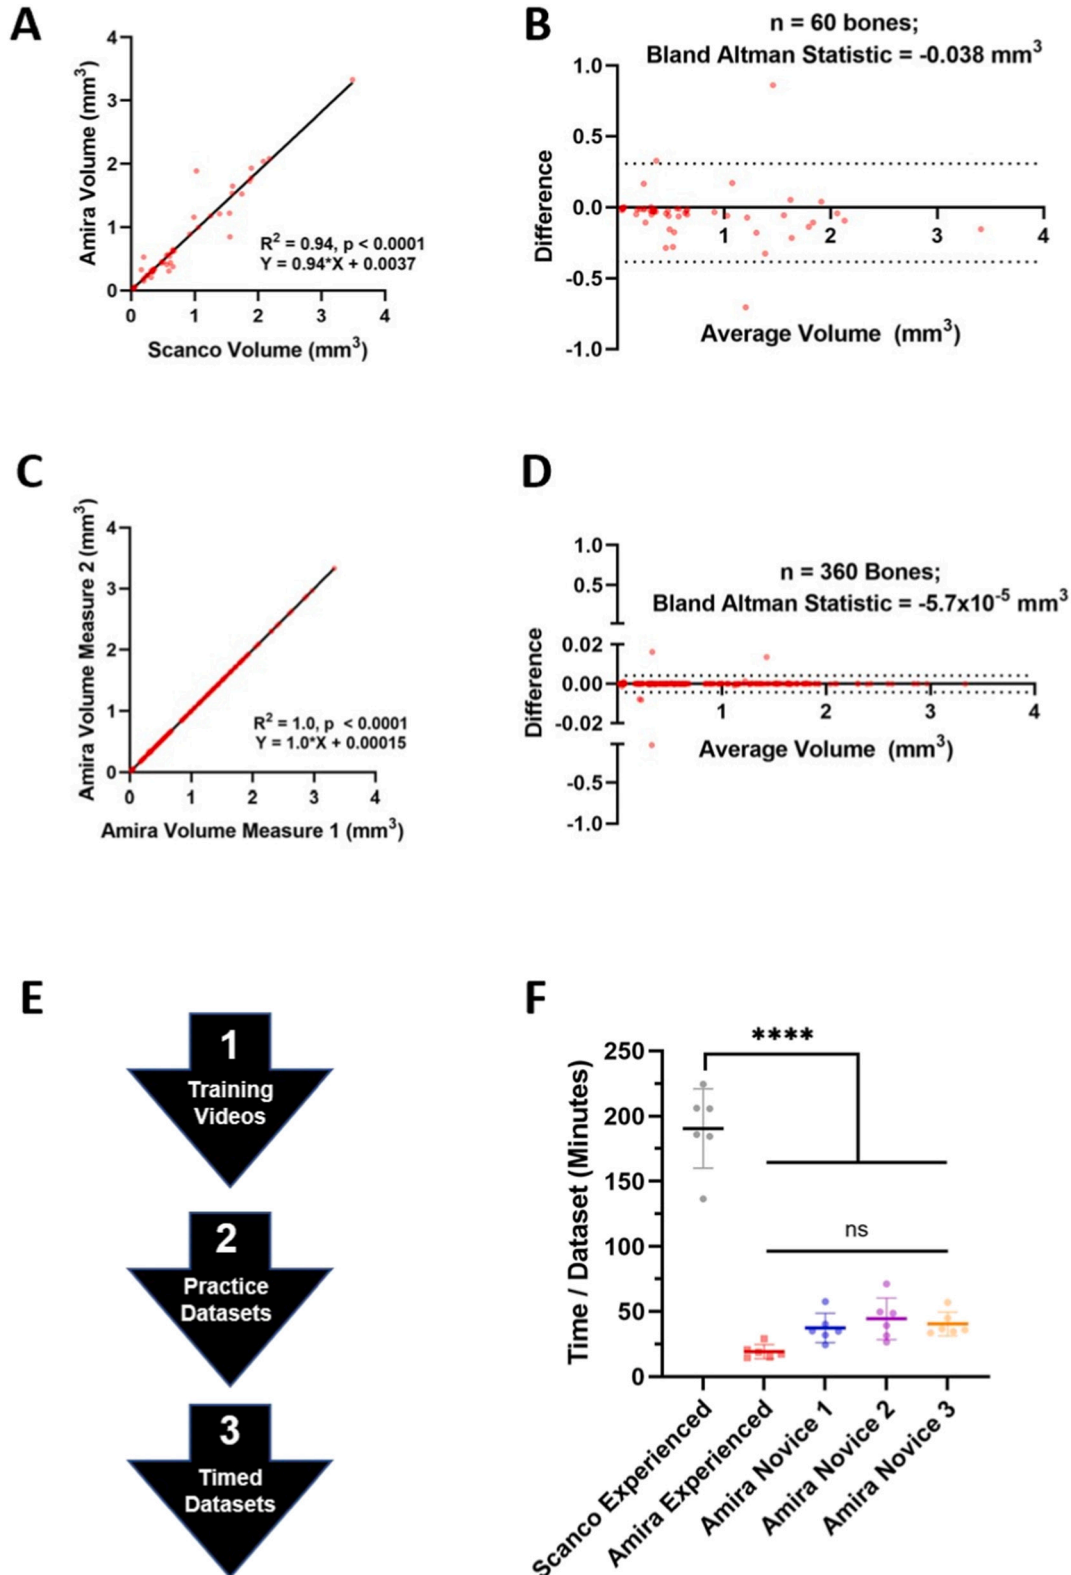 A
4
3
2
1
0
0 1 2 3 4
Amira Volume (mm³)
R² = 0.94, p < 0.0001
Y = 0.94*X + 0.0037
Scanco Volume (mm³)
B
n = 60 bones;
Bland Altman Statistic = -0.038 mm³
1.0
0.5
0.0
-0.5
-1.0
1 2 3 4
Difference
Average Volume (mm³)
C
4
3
2
1
0
0 1 2 3 4
Amira Volume Measure 2 (mm³)
R² = 1.0, p < 0.0001
Y = 1.0*X + 0.00015
Amira Volume Measure 1 (mm³)
D
n = 360 Bones;
Bland Altman Statistic = -5.7x10⁻⁵ mm³
1.0
0.5
0.02
0.00
-0.02
-0.5
-1.0
1 2 3 4
Difference
Average Volume (mm³)
E
1
Training
Videos
2
Practice
Datasets
3
Timed
Datasets
F
****
ns
250
200
150
100
50
0
Time / Dataset (Minutes)
Scanco Experienced
Amira Experienced
Amira Novice 1
Amira Novice 2
Amira Novice 3